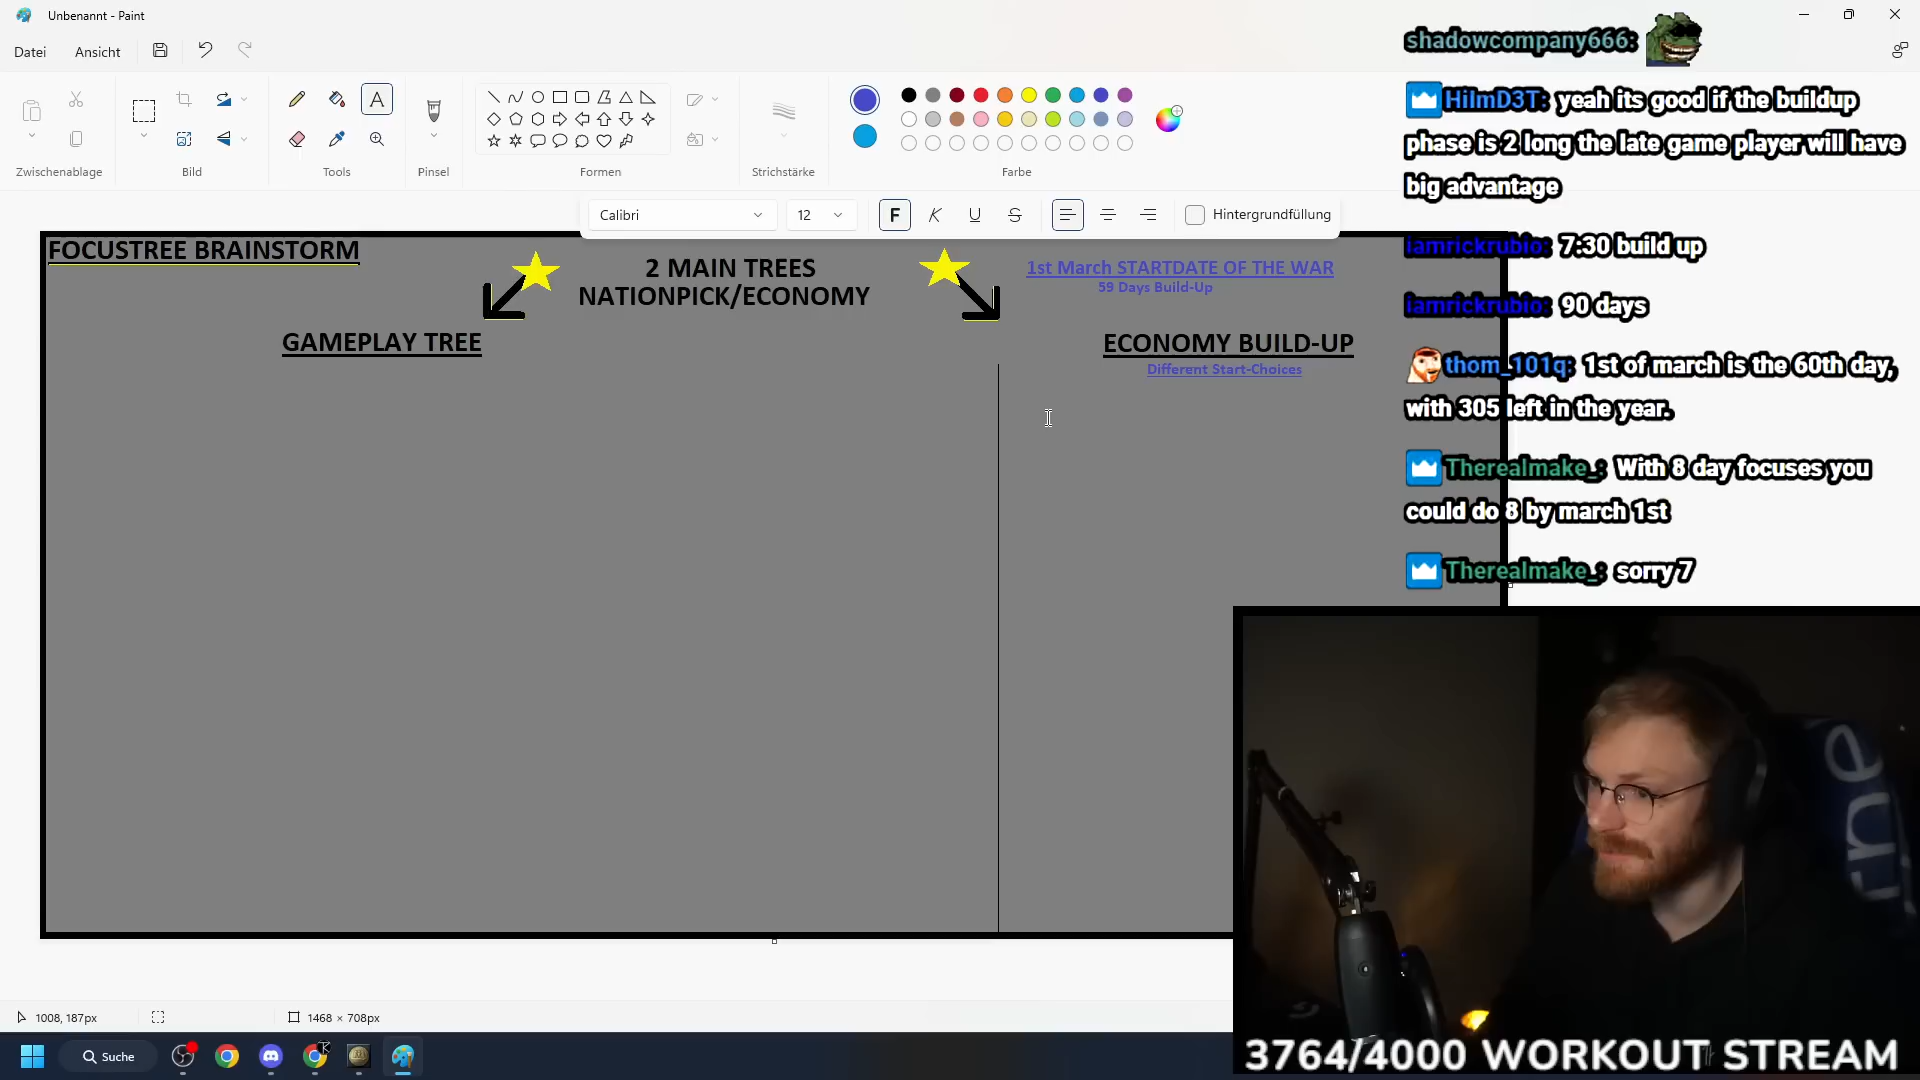 Unbenannt - Paint
Datei
Ansicht
Zwischenablage
Bild
Tools
Pinsel
Formen
Strichstärke
Farbe
A
Calibri
12
F
K
U
S
Hintergrundfüllung
FOCUSTREE BRAINSTORM
2 MAIN TREES
NATIONPICK/ECONOMY
1st March STARTDATE OF THE WAR
59 Days Build-Up
GAMEPLAY TREE
ECONOMY BUILD-UP
Different Start-Choices
shadowcompany666:
HilmD3T: yeah its good if the buildup
phase is 2 long the late game player will have
big advantage
iamrickrubio: 7:30 build up
iamrickrubio: 90 days
thom_101q: 1st of march is the 60th day,
with 305 left in the year.
Therealmake_: With 8 day focuses you
could do 8 by march 1st
Therealmake_: sorry 7
1008, 187px
1468 × 708px
Suche
3764/4000 WORKOUT STREAM